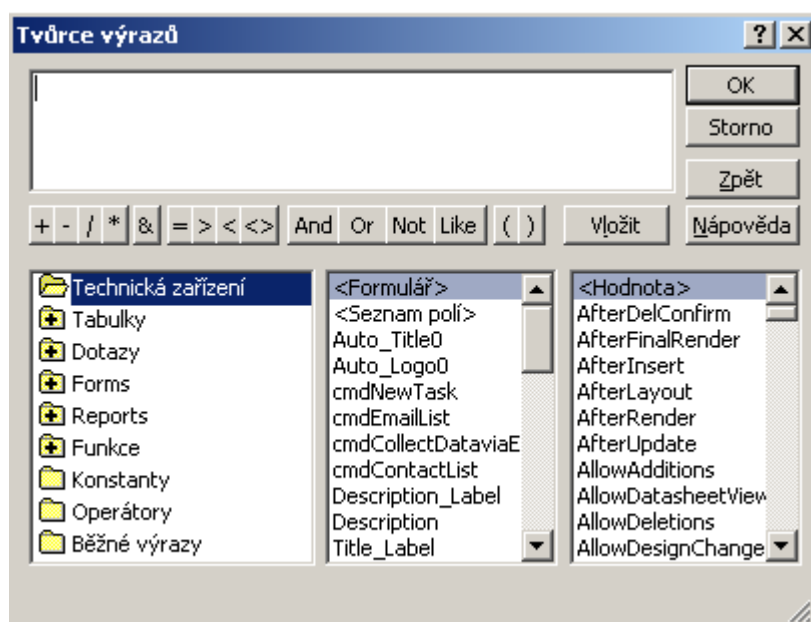 Tvůrce výrazů
OK
Storno
Zpět
+ - / * & = > < <> And Or Not Like ( ) Vložit Nápověda
Technická zařízení
Tabulky
Dotazy
Forms
Reports
Funkce
Konstanty
Operátory
Běžné výrazy
<Formulář>
<Seznam polí>
Auto_Title0
Auto_Logo0
cmdNewTask
cmdEmailList
cmdCollectDataviaE
cmdContactList
Description_Label
Description
Title_Label
<Hodnota>
AfterDelConfirm
AfterFinalRender
AfterInsert
AfterLayout
AfterRender
AfterUpdate
AllowAdditions
AllowDatasheetView
AllowDeletions
AllowDesignChange